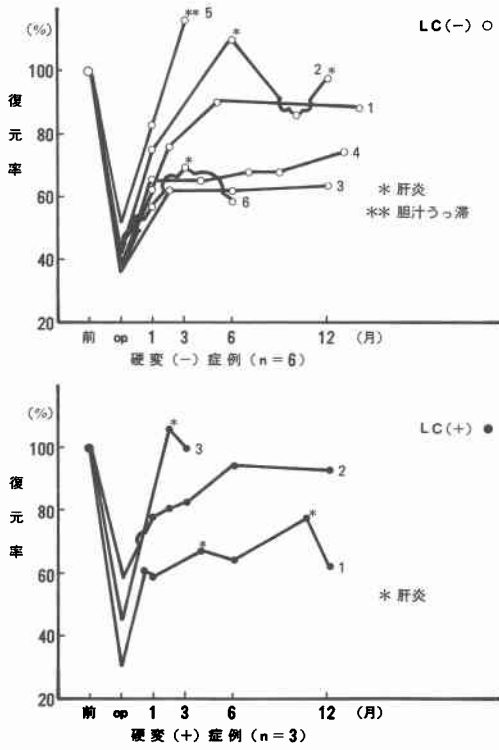 (%)
LC(-) ○
** 5
*
100
2 *
1
復元率
80
4
*
3
60
6
* 肝炎
** 胆汁うっ滞
40
20
前 op 1 3 6 12 (月)
硬変(-)症例(n=6)
(%)
LC(+) ●
*
100
3
2
復元率
80
*
*
1
60
* 肝炎
40
20
前 op 1 3 6 12 (月)
硬変(+)症例(n=3)